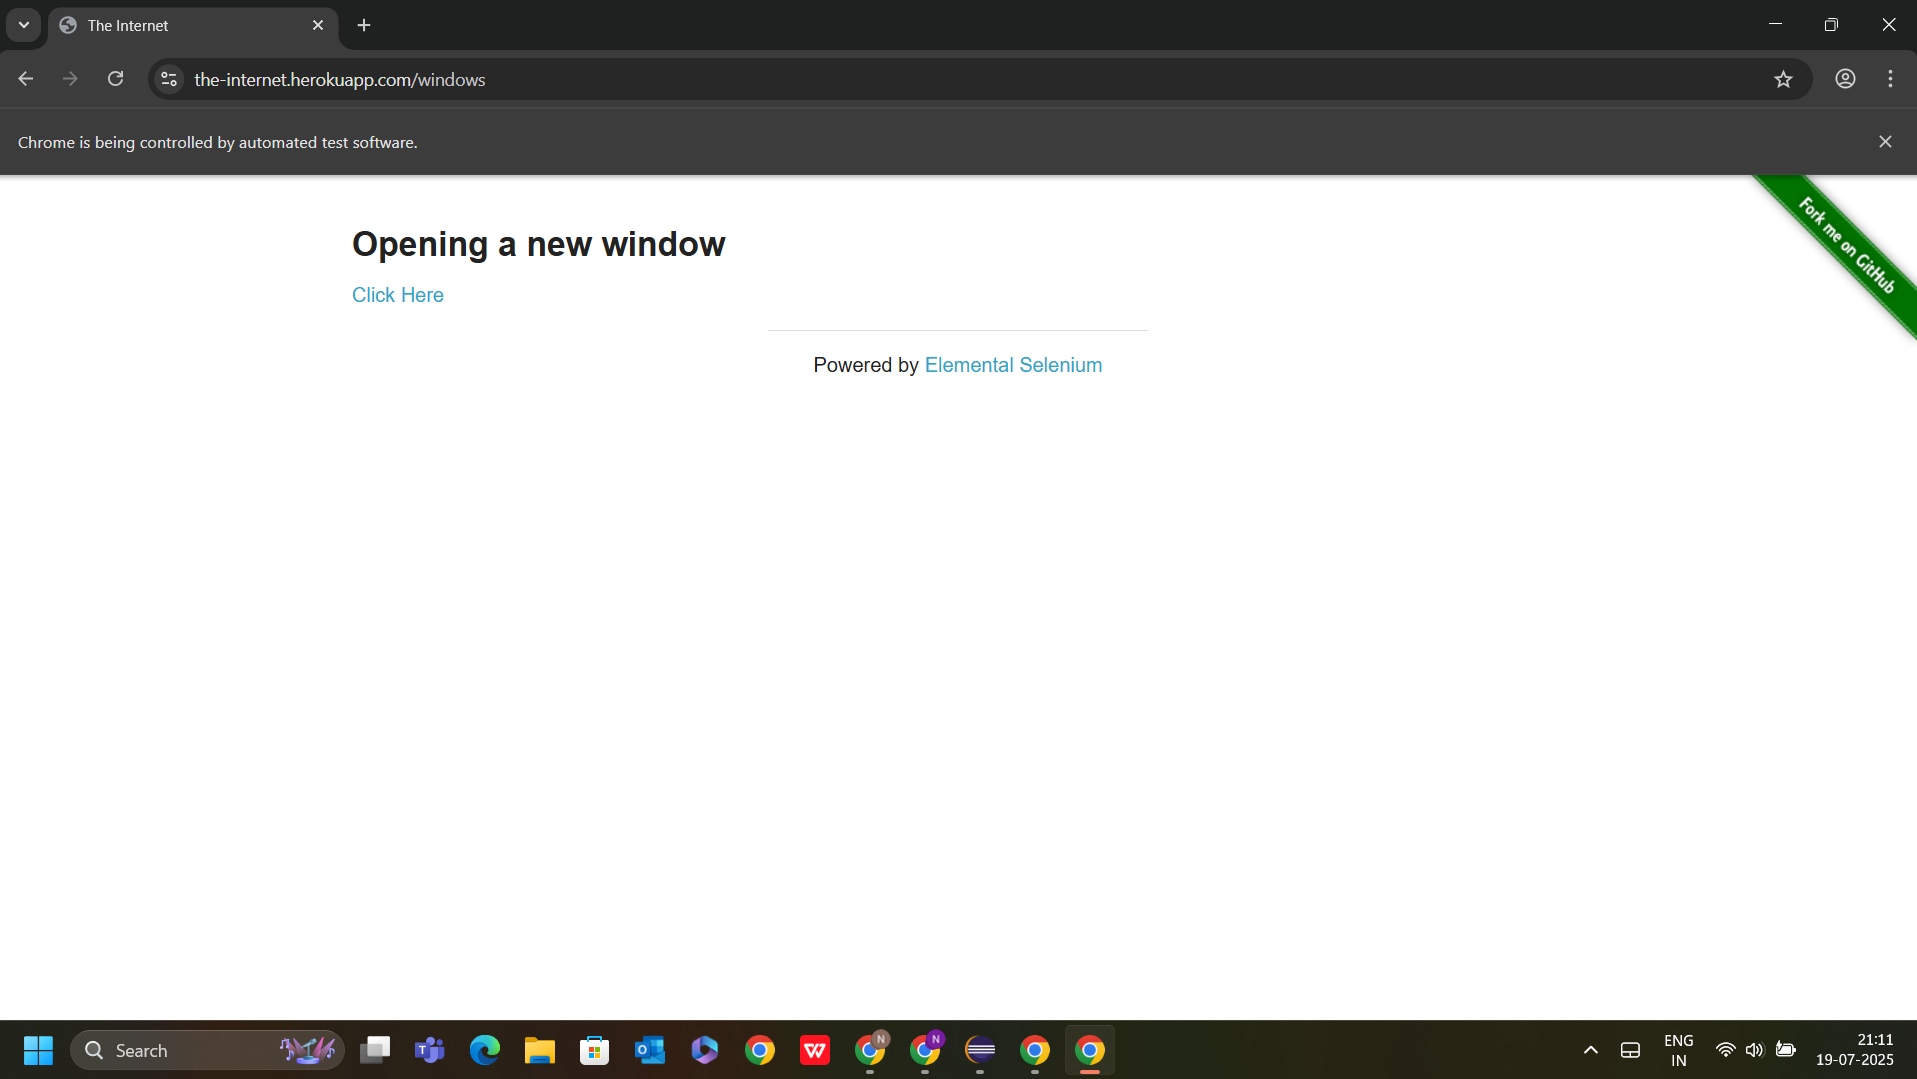 The Internet
the-internet.herokuapp.com/windows
Chrome is being controlled by automated test software.
Fork me on GitHub
Opening a new window
Click Here
Powered by Elemental Selenium
Search
N
N
ENG
IN
21:11
19-07-2025